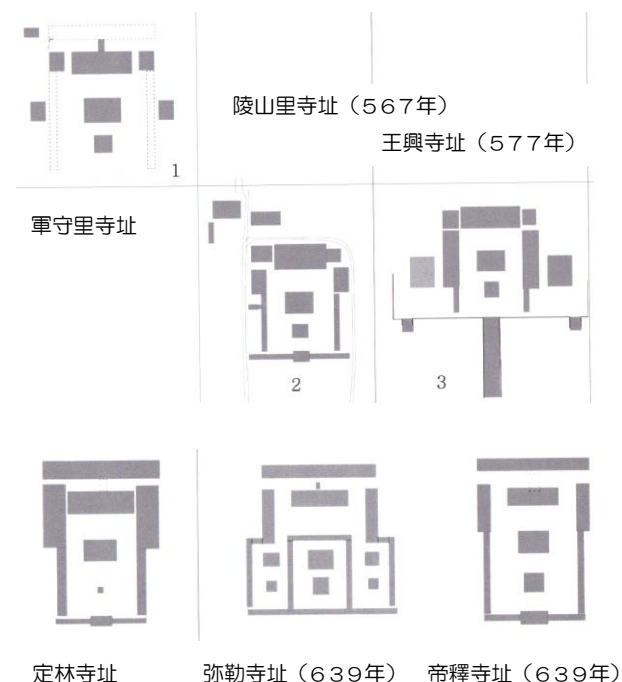 陵山里寺址（５６７年）
王興寺址（５７７年）
1
軍守里寺址
2
3
定林寺址
弥勒寺址（６３９年）
帝釋寺址（６３９年）